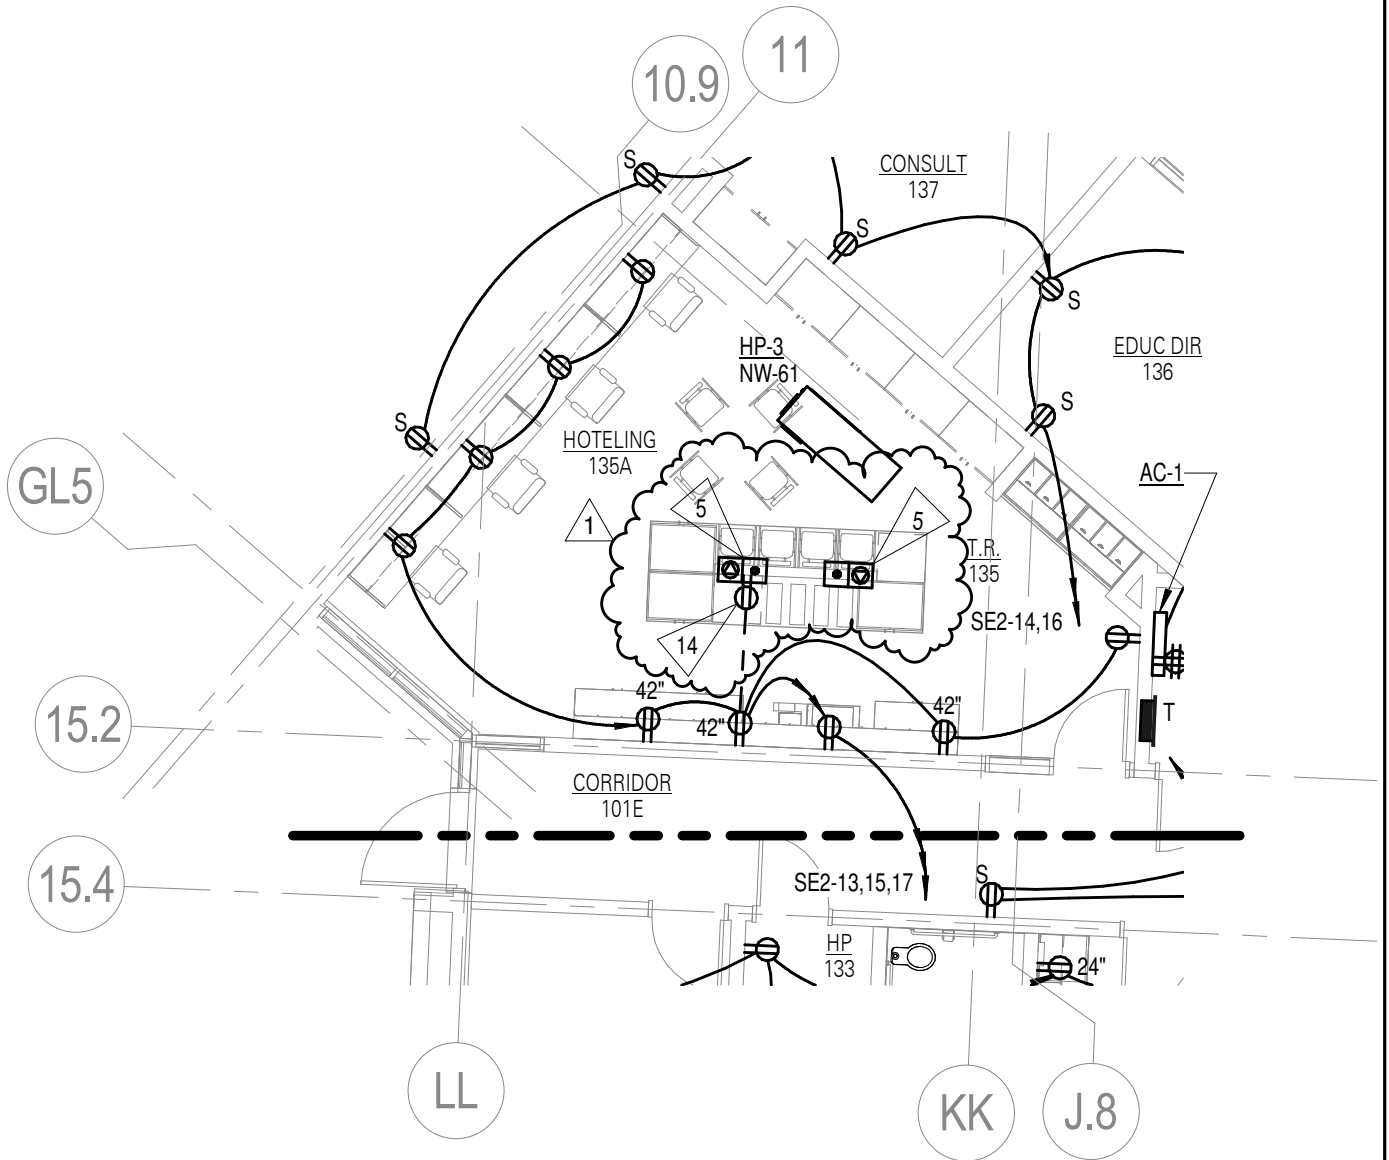 11
10.9
S
CONSULT
137
S
S
HP-3
NW-61
EDUC DIR
136
S
S
HOTELING
135A
GL5
AC-1
1
5
5
T.R.
135
SE2-14,16
14
42"
42"
42"
T
15.2
CORRIDOR
101E
15.4
SE2-13,15,17
S
HP
133
24"
LL
KK
J.8